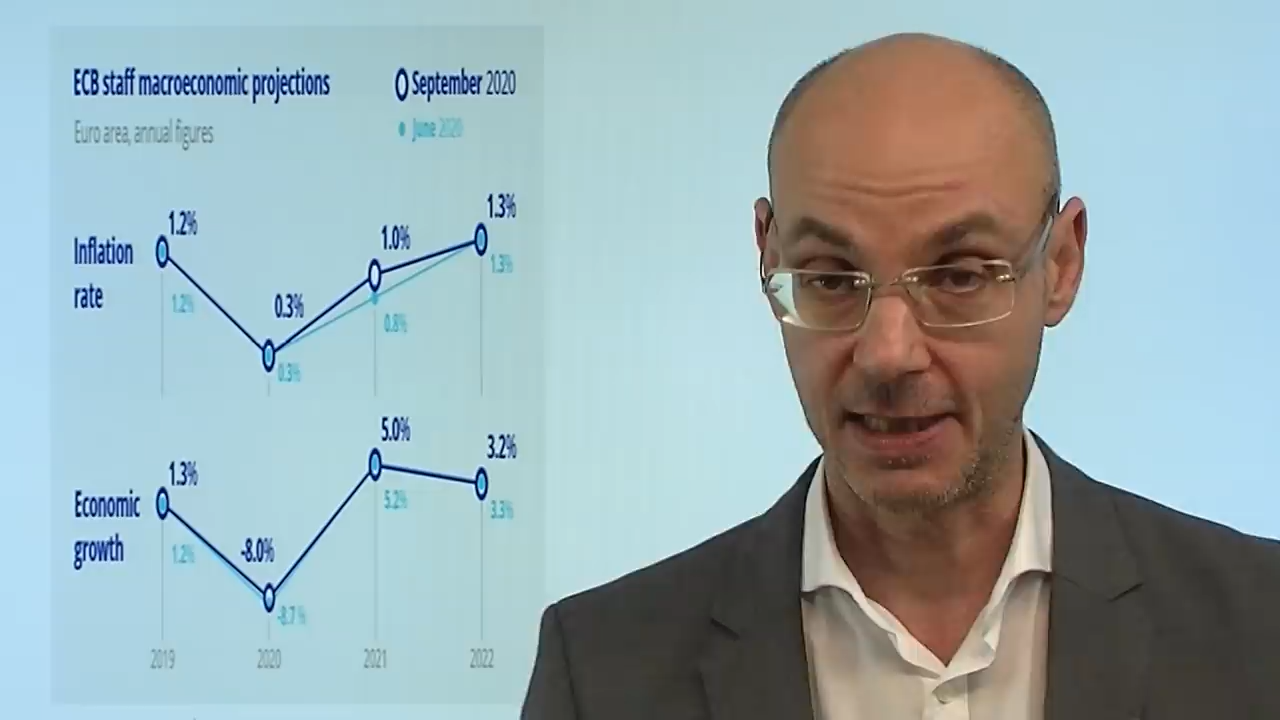 ECB staff macroeconomic projections
September 2020
Euro area, annual figures
June 2020
Inflation
rate
1.2%
0.3%
1.0%
1.3%
1.2%
0.3%
0.8%
1.3%
Economic
growth
1.3%
-8.0%
5.0%
3.2%
1.2%
-8.7%
5.2%
3.3%
2019
2020
2021
2022